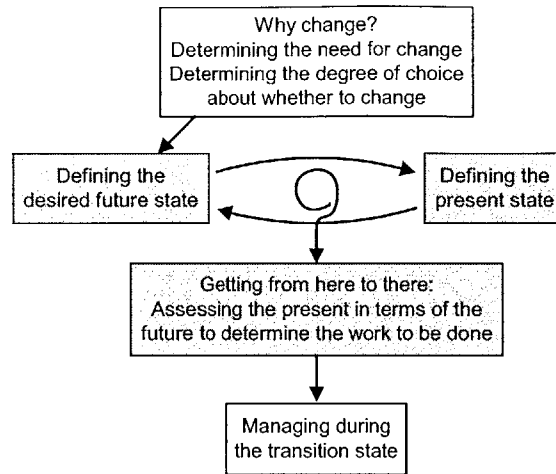 Why change?
Determining the need for change
Determining the degree of choice
about whether to change
Defining the
desired future state
Defining the
present state
Getting from here to there:
Assessing the present in terms of the
future to determine the work to be done
Managing during
the transition state